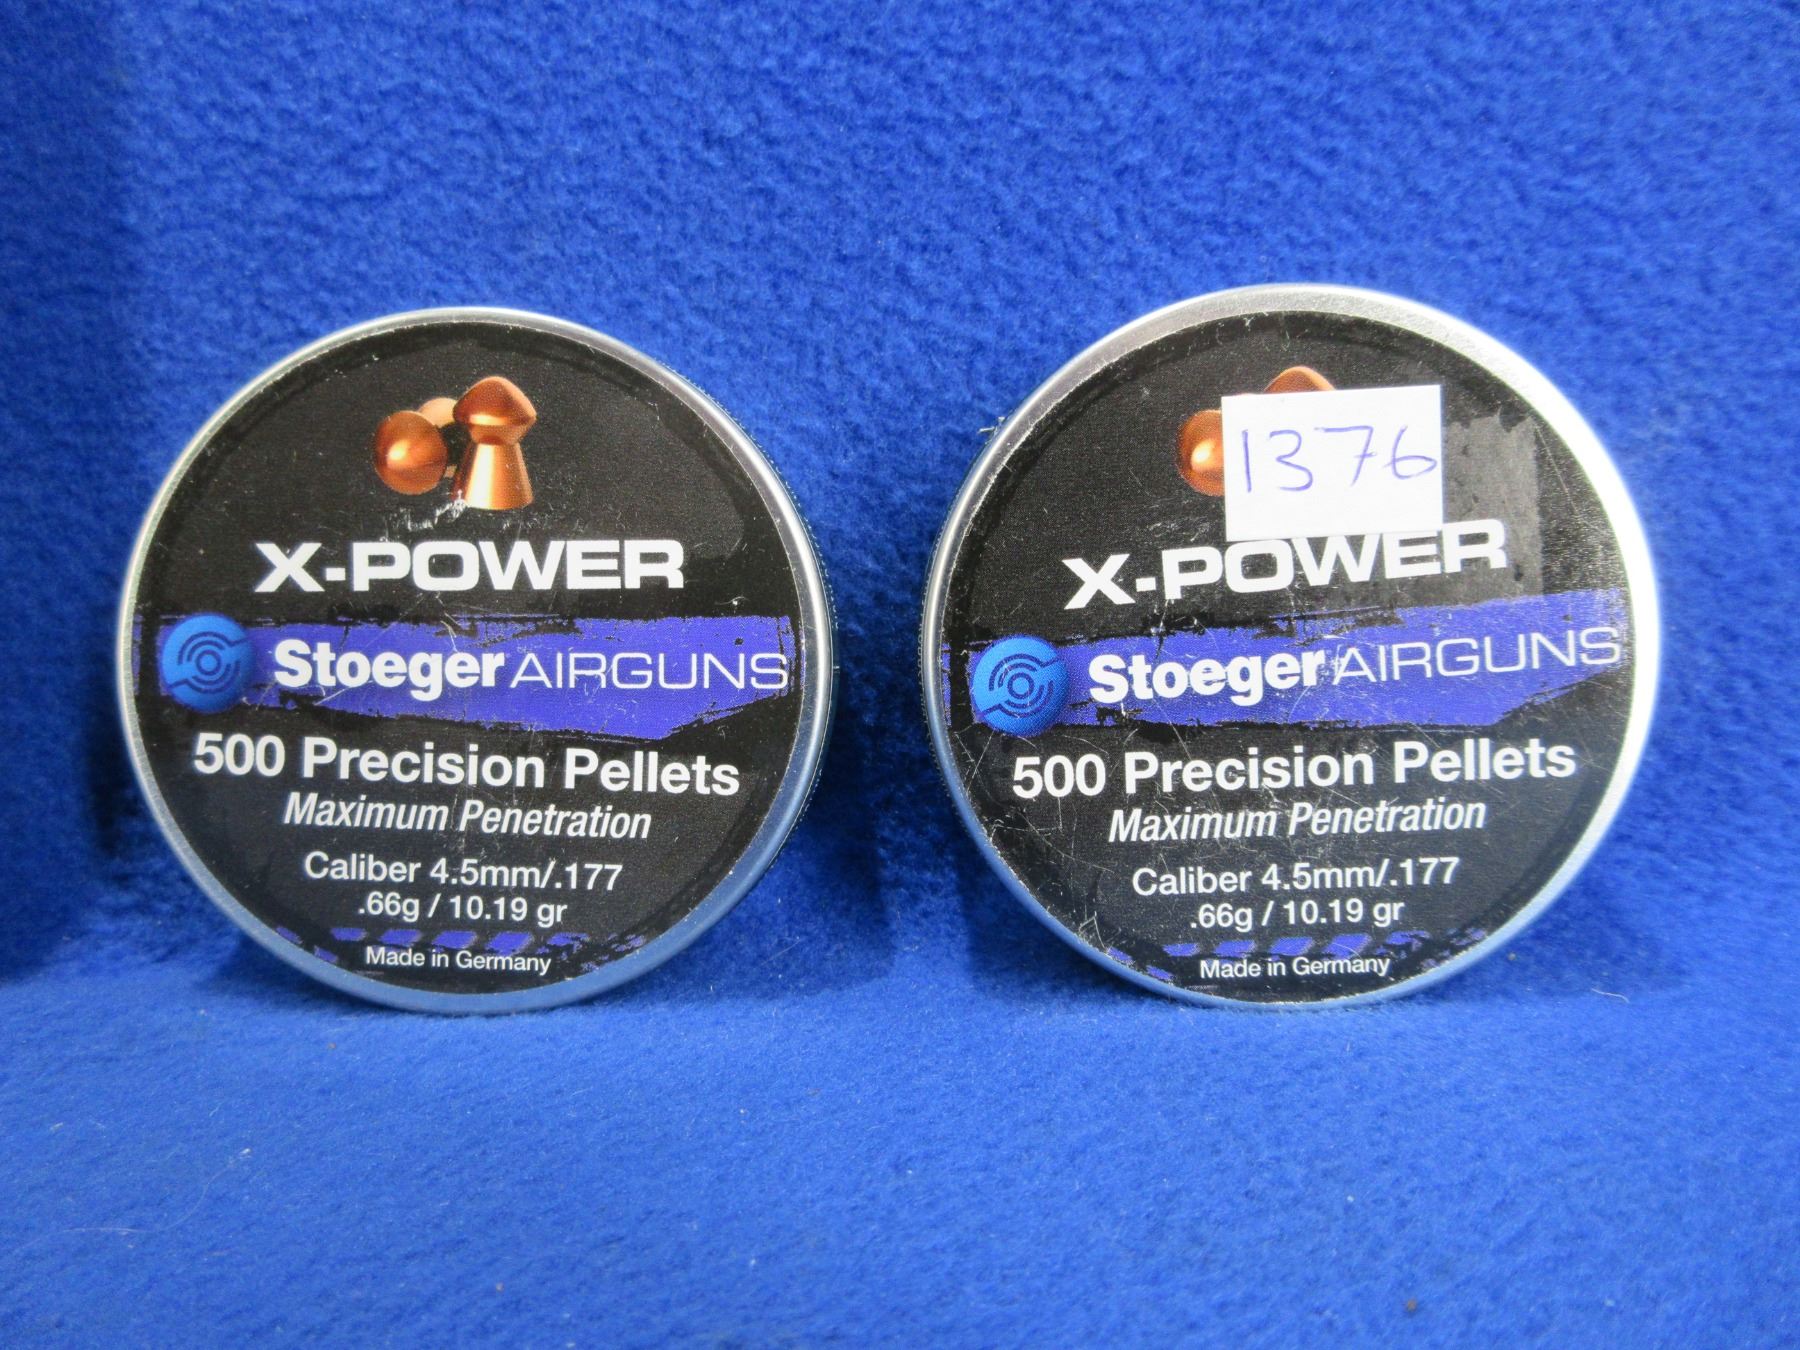 X-POWER
Stoeger AIRGUNS
500 Precision Pellets
Maximum Penetration
Caliber 4.5mm/.177
.66g / 10.19 gr
Made in Germany
1376
X-POWER
Stoeger AIRGUNS
500 Precision Pellets
Maximum Penetration
Caliber 4.5mm/.177
.66g / 10.19 gr
Made in Germany